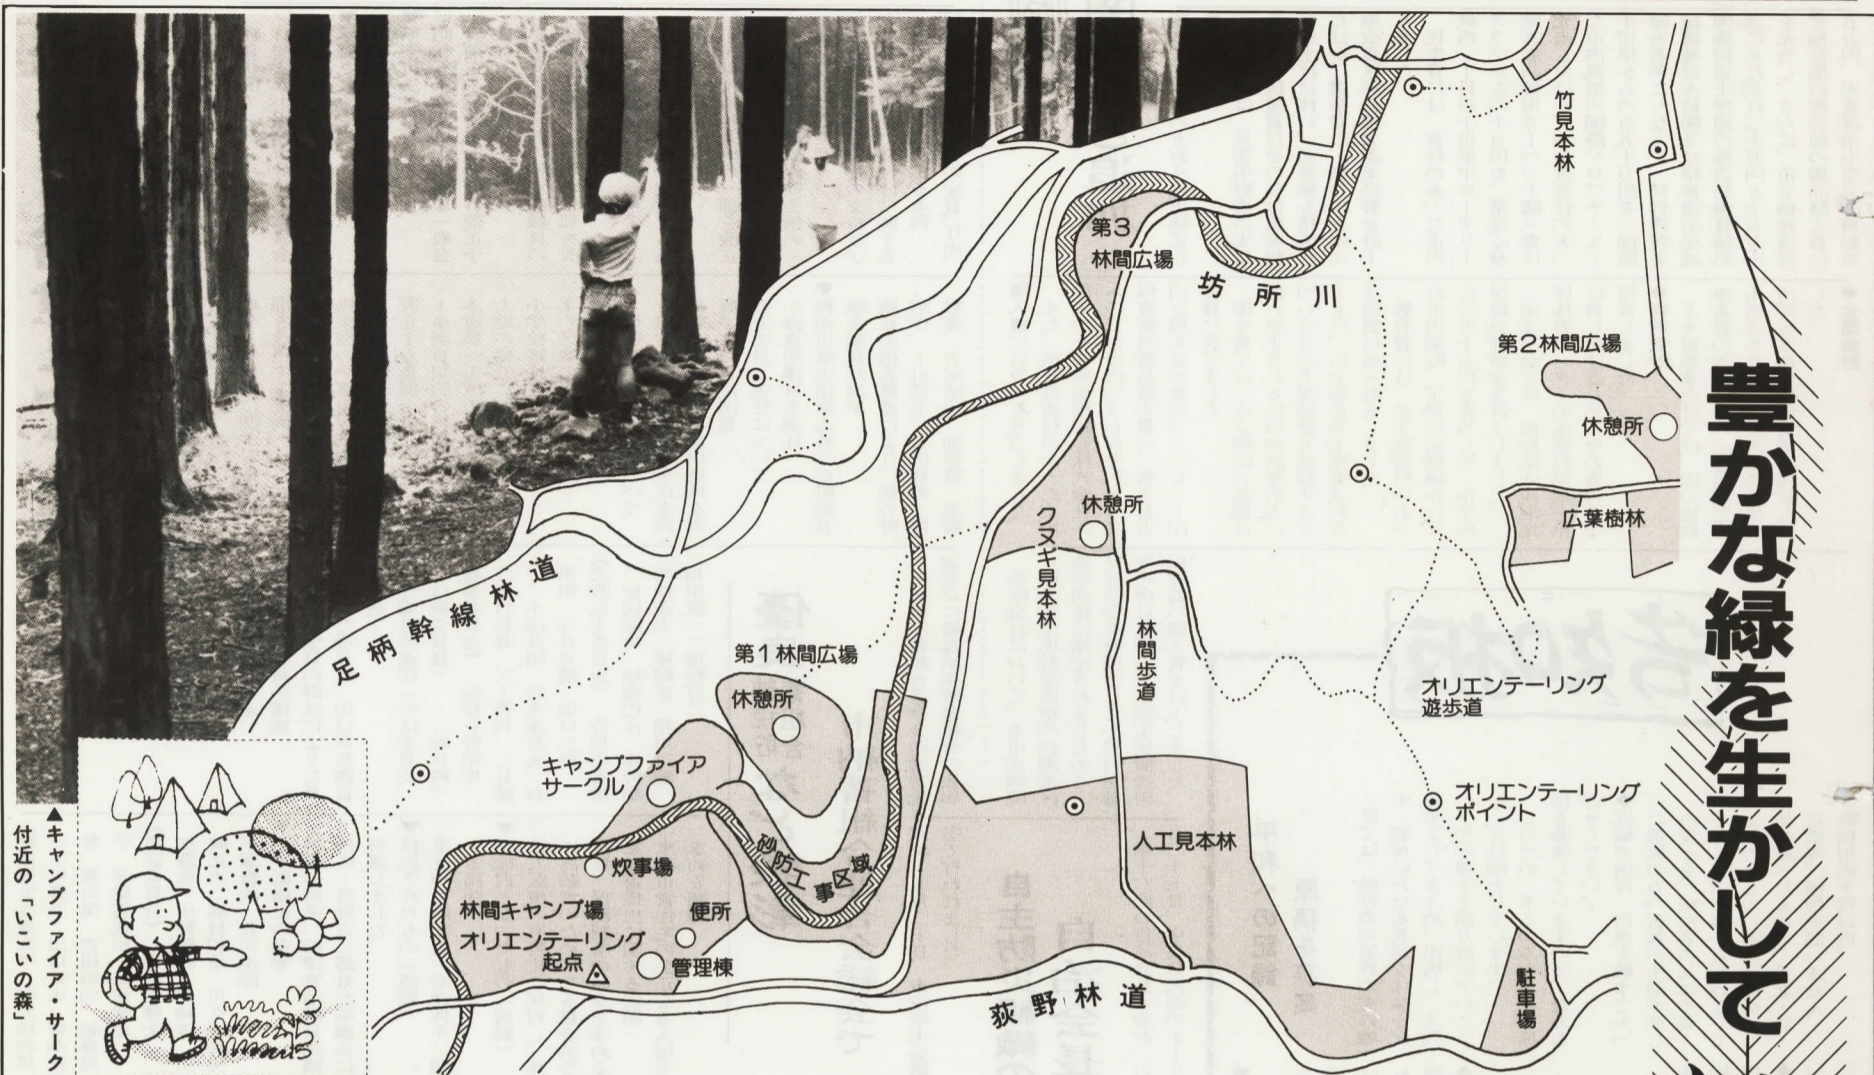 豊かな緑を生かして
竹見本林
第3
林間広場
坊所川
第2林間広場
休憩所
広葉樹林
休憩所
クヌギ見本林
足柄幹線林道
林間歩道
第1林間広場
休憩所
オリエンテーリング
遊歩道
キャンプファイア
サークル
オリエンテーリング
ポイント
人工見本林
砂防工事区域
炊事場
林間キャンプ場
便所
オリエンテーリング
起点
管理棟
荻野林道
駐車場
▲キャンプファイア・サーク
付近の「いこいの森」